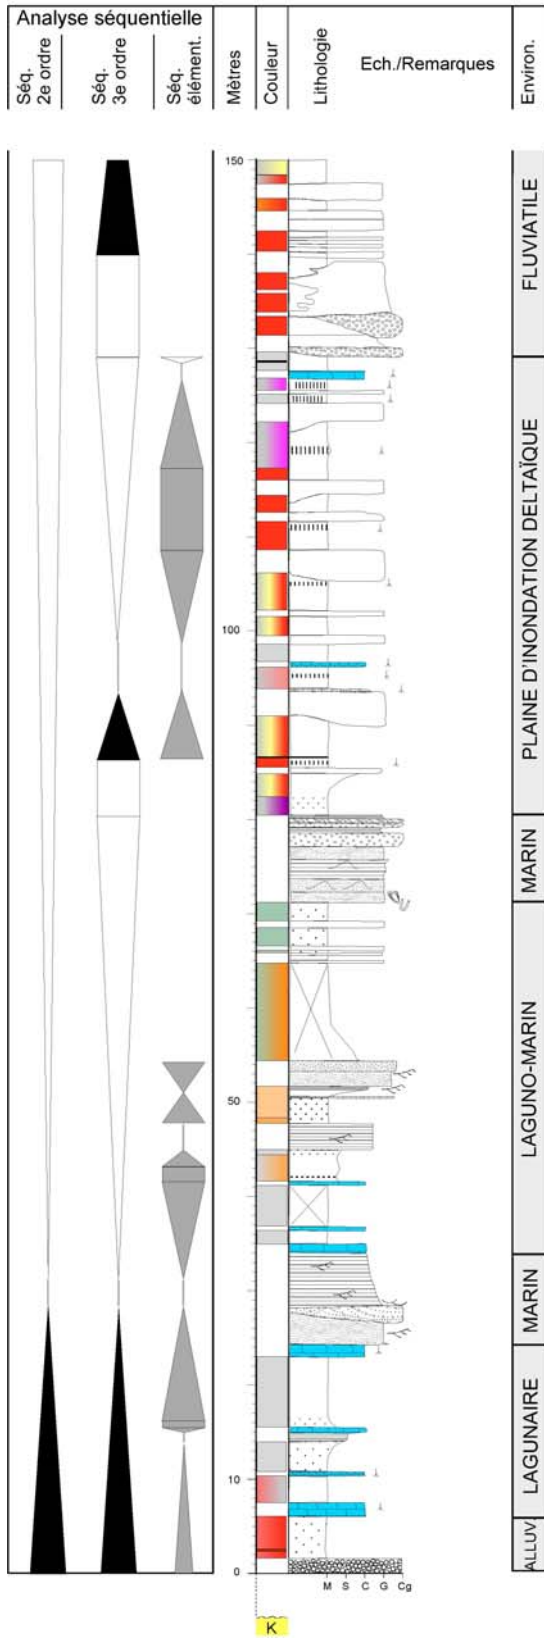 Analyse séquentielle
Séq.
2e ordre
Séq.
3e ordre
Séq.
élément.
Mètres
Couleur
Lithologie
Ech./Remarques
Environ.
150
FLUVIATILE
PLAINE D'INONDATION DELTAÏQUE
100
MARIN
LAGUNO-MARIN
50
MARIN
LAGUNAIRE
10
ALLUV.
0
M S C G Cg
K